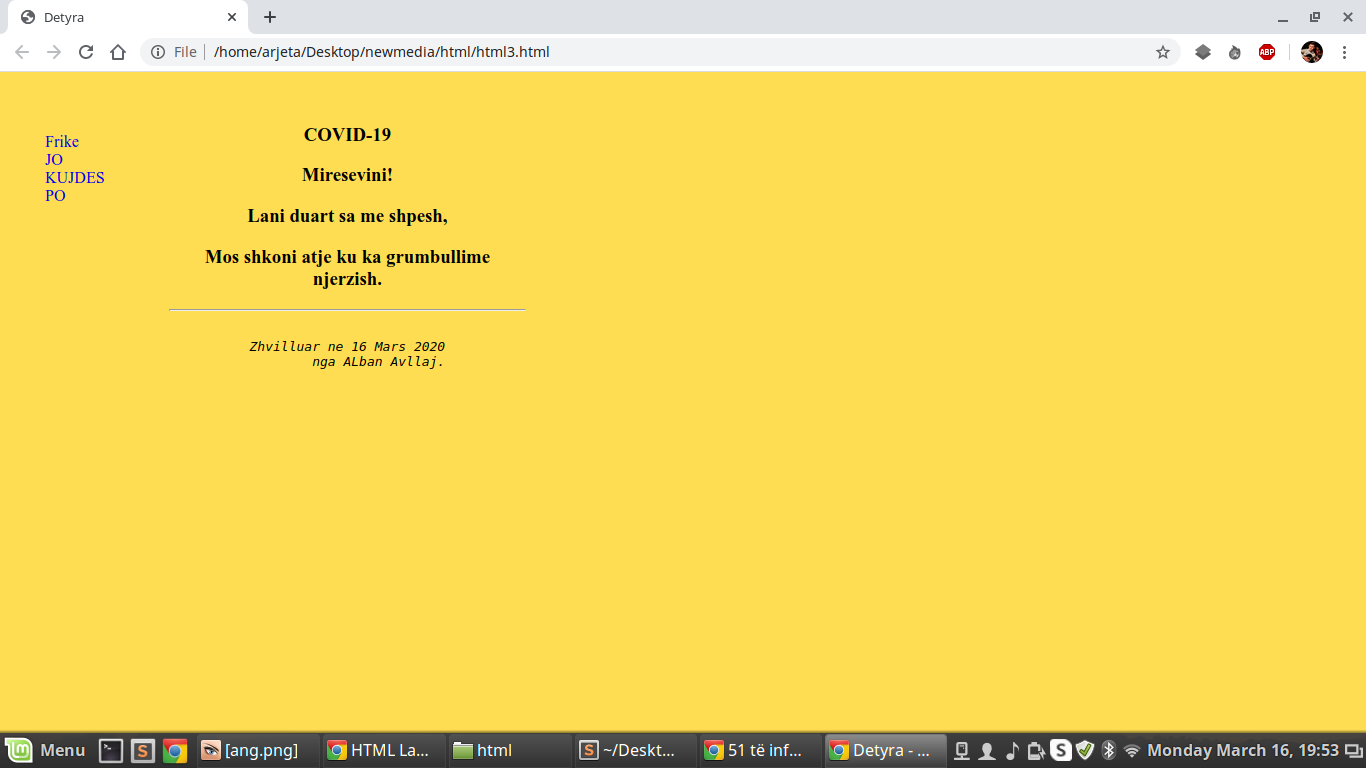 Detyra
File /home/arjeta/Desktop/newmedia/html/html3.html
ABP
Frike
JO
KUJDES
PO
COVID-19
Miresevini!
Lani duart sa me shpesh,
Mos shkoni atje ku ka grumbullime
njerzish.
Zhvilluar ne 16 Mars 2020
nga ALban Avllaj.
Menu [ang.png] HTML La... html ~/Deskt... 51 të inf... Detyra - ... Monday March 16, 19:53